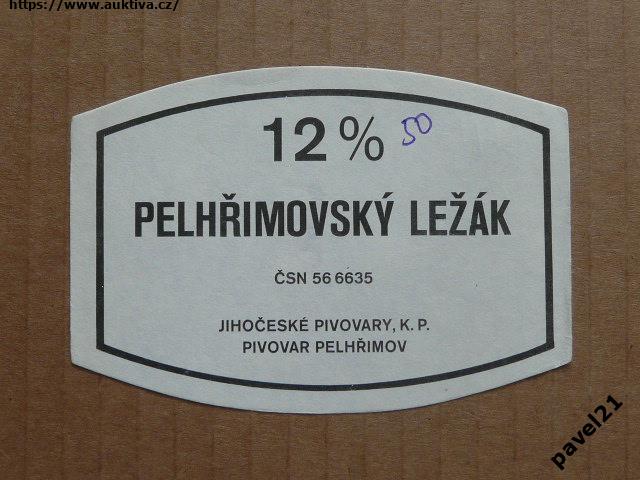 https://www.auktiva.cz/
12 % 50
PELHŘIMOVSKÝ LEŽÁK
ČSN 56 6635
JIHOČESKÉ PIVOVARY, K. P.
PIVOVAR PELHŘIMOV
pavel21